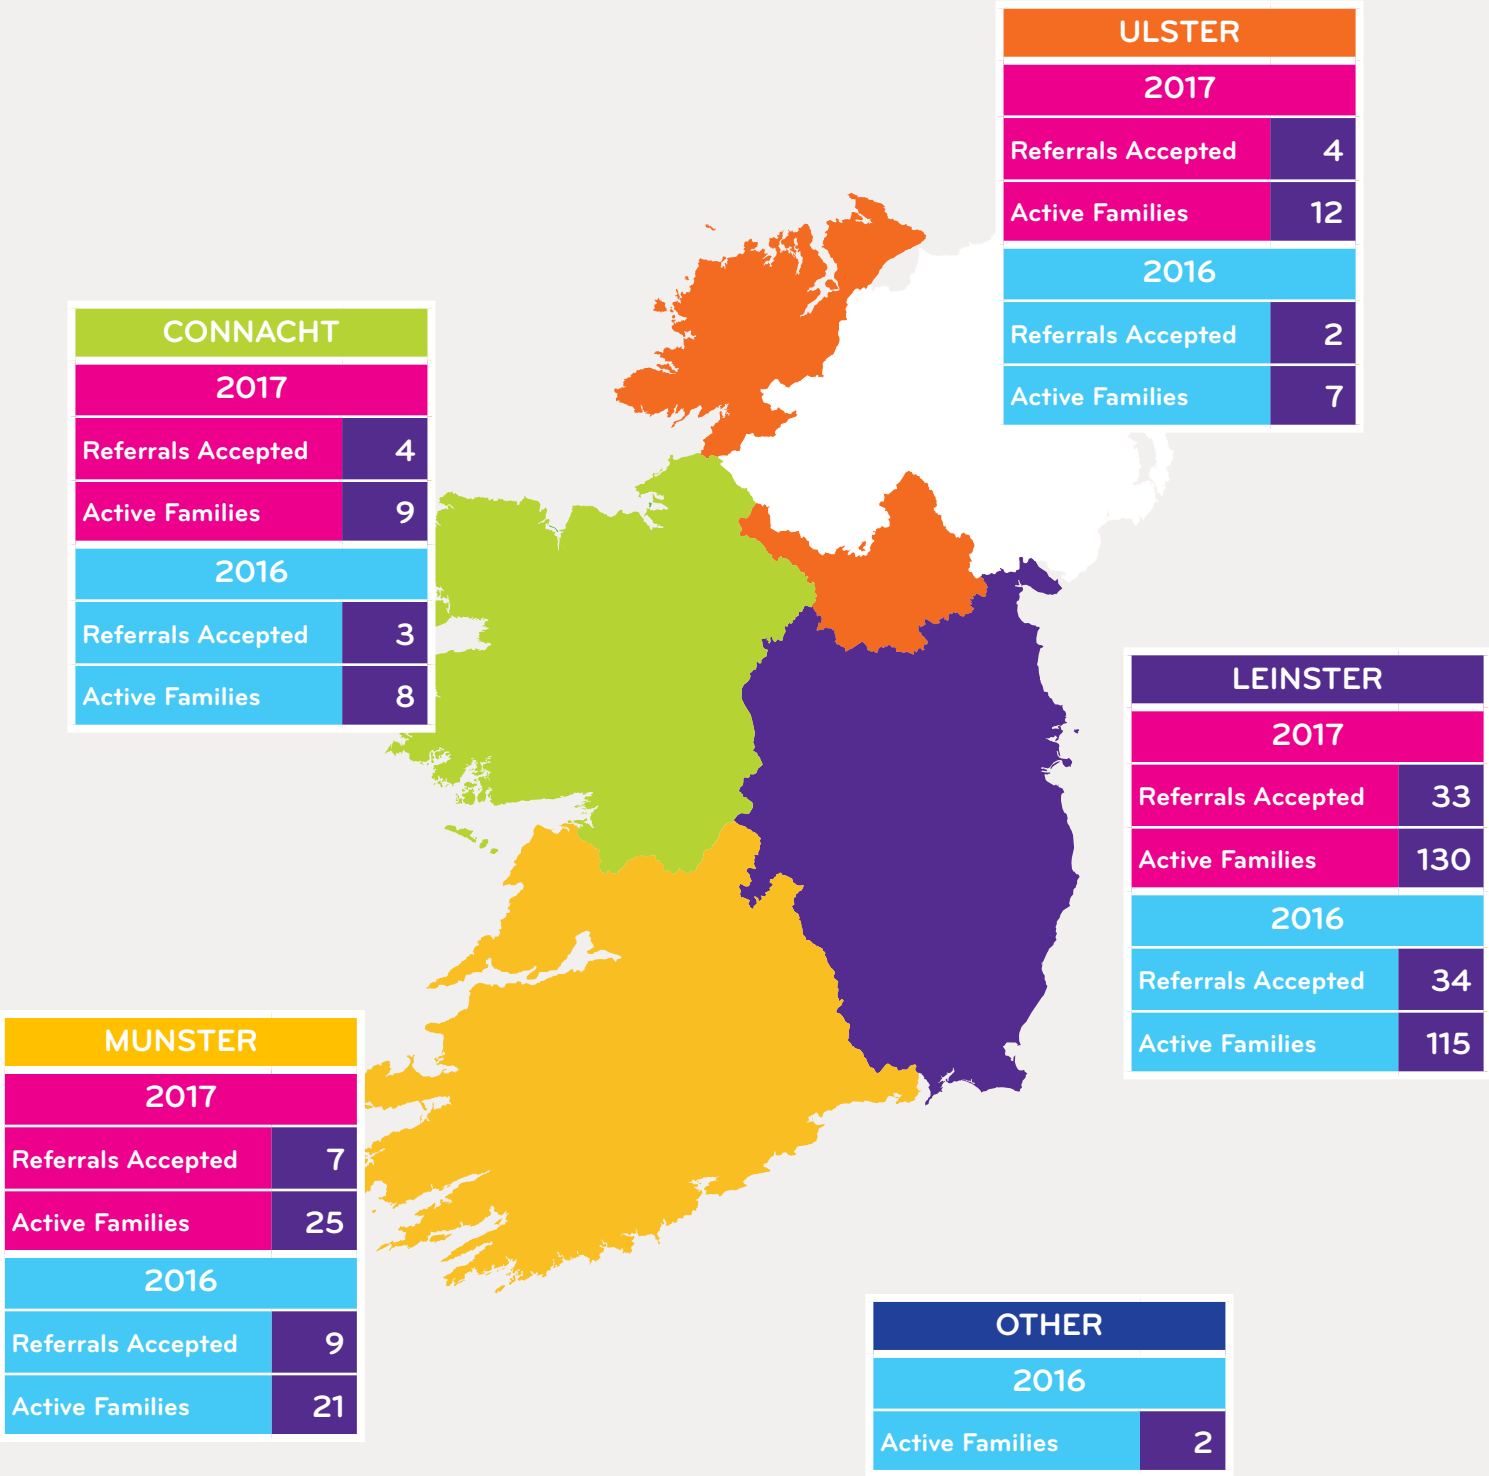 ULSTER
2017
Referrals Accepted 4
Active Families 12
2016
Referrals Accepted 2
Active Families 7
CONNACHT
2017
Referrals Accepted 4
Active Families 9
2016
Referrals Accepted 3
Active Families 8
LEINSTER
2017
Referrals Accepted 33
Active Families 130
2016
Referrals Accepted 34
Active Families 115
MUNSTER
2017
Referrals Accepted 7
Active Families 25
2016
Referrals Accepted 9
Active Families 21
OTHER
2016
Active Families 2